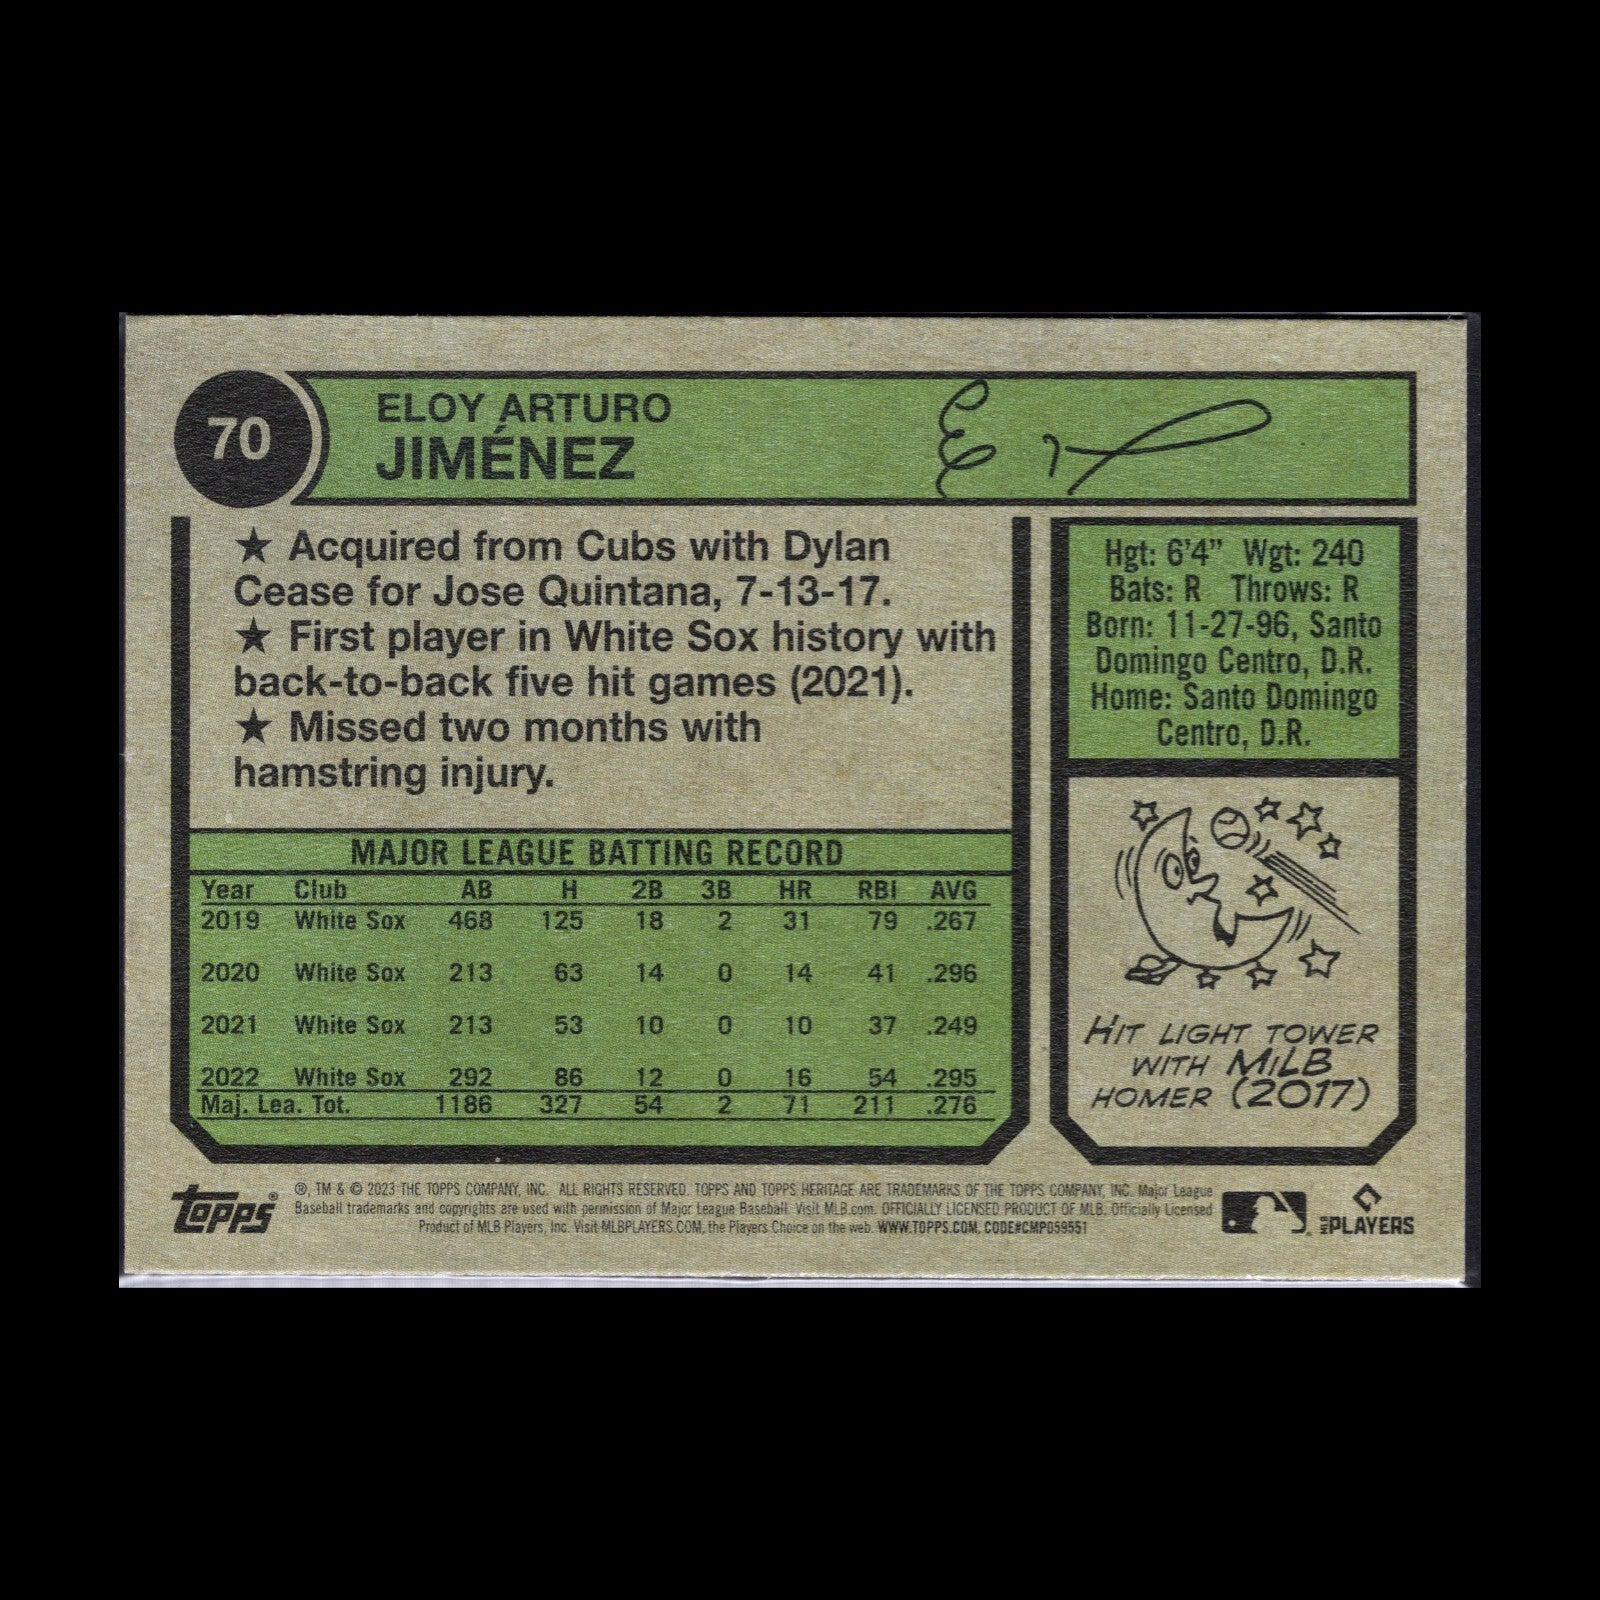 70
ELOY ARTURO
JIMÉNEZ
★ Acquired from Cubs with Dylan
Cease for Jose Quintana, 7-13-17.
★ First player in White Sox history with
back-to-back five hit games (2021).
★ Missed two months with
hamstring injury.
Hgt: 6'4" Wgt: 240
Bats: R Throws: R
Born: 11-27-96, Santo
Domingo Centro, D.R.
Home: Santo Domingo
Centro, D.R.
MAJOR LEAGUE BATTING RECORD
Year Club AB H 2B 3B HR RBI AVG
2019 White Sox 468 125 18 2 31 79 .267
2020 White Sox 213 63 14 0 14 41 .296
2021 White Sox 213 53 10 0 10 37 .249
2022 White Sox 292 86 12 0 16 54 .295
Maj. Lea. Tot. 1186 327 54 2 71 211 .276
HIT LIGHT TOWER
WITH MiLB
HOMER (2017)
topps®
®, TM & © 2023 THE TOPPS COMPANY, INC. ALL RIGHTS RESERVED. TOPPS AND TOPPS HERITAGE ARE TRADEMARKS OF THE TOPPS COMPANY, INC. Major League
Baseball trademarks and copyrights are used with permission of Major League Baseball. Visit MLB.com. OFFICIALLY LICENSED PRODUCT OF MLB. Officially Licensed
Product of MLB Players, Inc. Visit MLBPLAYERS.COM, the Players Choice on the web. WWW.TOPPS.COM. CODE#CMP059551
MLB PLAYERS